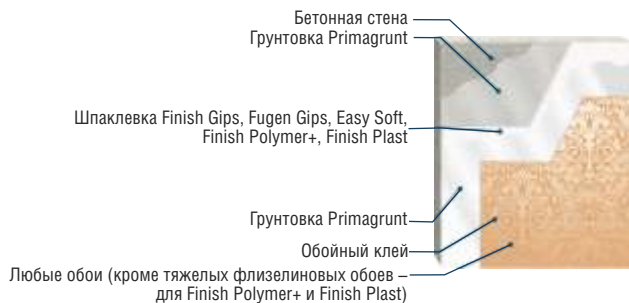 Бетонная стена
Грунтовка Primagrunt
Шпаклевка Finish Gips, Fugen Gips, Easy Soft,
Finish Polymer+, Finish Plast
Грунтовка Primagrunt
Обойный клей
Любые обои (кроме тяжелых флизелиновых обоев –
для Finish Polymer+ и Finish Plast)